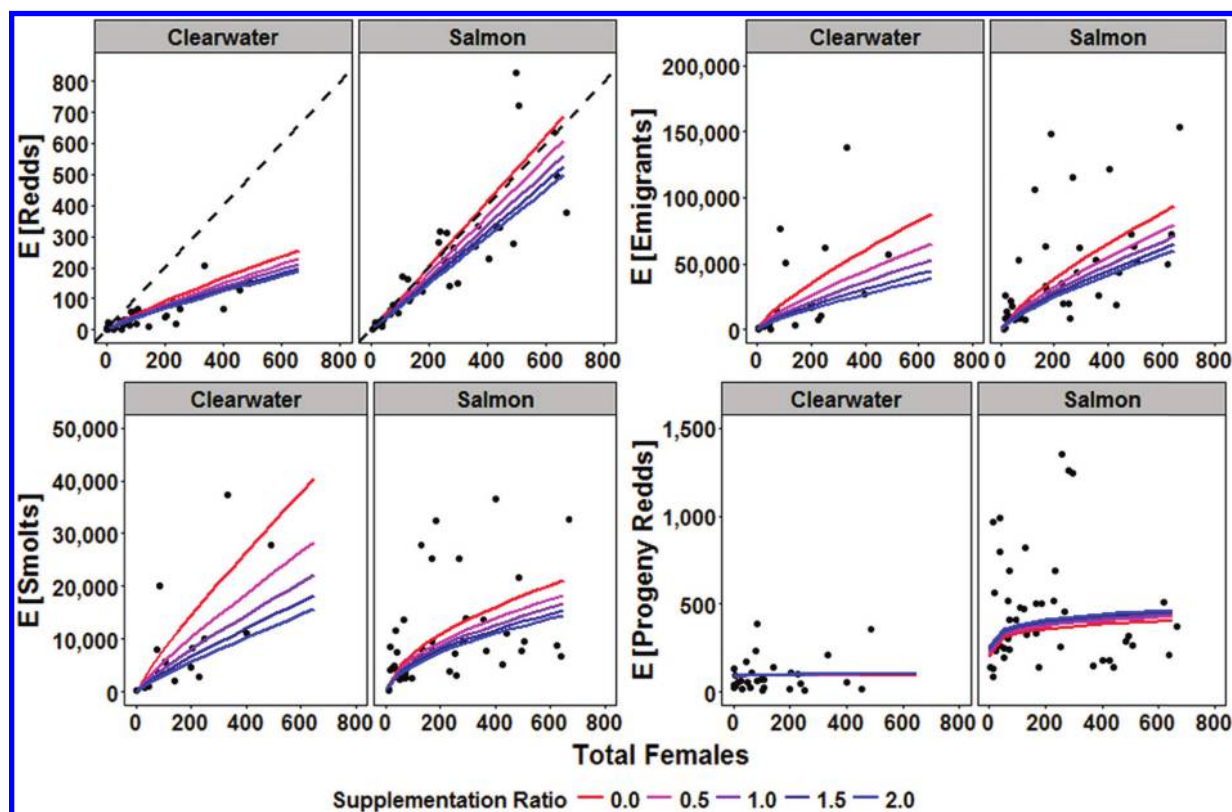 Clearwater Salmon
E [Redds]
800
700
600
500
400
300
200
100
0
0 200 400 600 800 0 200 400 600 800
Clearwater Salmon
E [Emigrants]
200,000
150,000
100,000
50,000
0
0 200 400 600 800 0 200 400 600 800
Clearwater Salmon
E [Smolts]
50,000
40,000
30,000
20,000
10,000
0
0 200 400 600 800 0 200 400 600 800
Clearwater Salmon
E [Progeny Redds]
1,500
1,000
500
0
0 200 400 600 800 0 200 400 600 800
Total Females
Supplementation Ratio 0.0 0.5 1.0 1.5 2.0